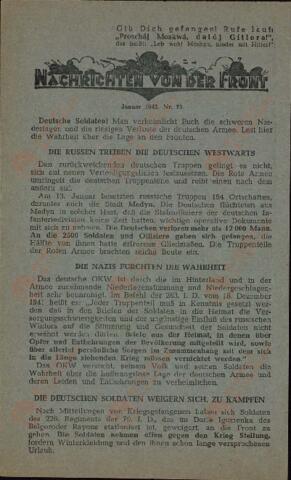 Gib Dich gefangen! Rufe laut
„Proschäj Moskwá, dalój Gitlera!“
das heißt: „Leb wohl Moskau, nieder mit Hitler!“
NACHRICHTEN VON DER FRONT
Januar 1942. Nr. 15
Deutsche Soldaten! Man verheimlicht Euch die schweren Nie-
derlagen und die riesigen Verluste der deutschen Armee. Lest hier
die Wahrheit über die Lage an den Fronten.
DIE RUSSEN TREIBEN DIE DEUTSCHEN WESTWÄRTS
Den zurückweichenden deutschen Truppen gelingt es nicht,
sich auf neuen Verteidigungslinien festzusetzen. Die Rote Armee
umzingelt die deutschen Truppenteile und reibt einen nach dem
andern auf.
Am 13. Januar besetzten russische Truppen 154 Ortschaften,
darunter auch die Stadt Medyn. Die Deutschen flüchteten aus
Medyn in solcher Hast, daß die Stabsoffiziere der deutschen In-
fanteriedivision keine Zeit hatten, wichtige operative Dokumente
mit sich zu nehmen. Die Deutschen verloren mehr als 12 000 Mann.
An die 2500 Soldaten und Offiziere gaben sich gefangen, die
Hälfte von ihnen hatte erfrorene Gliedmaßen. Die Truppenteile
der Roten Armee brachten reiche Beute ein.
DIE NAZIS FÜRCHTEN DIE WAHRHEIT
Das deutsche OKW ist durch die im Hinterland und in der
Armee zunehmende Niedergeschlagen-
heit sehr beunruhigt. Im Befehl der 263. I. D. vom 18. Dezember
1941 heißt es: „Jeder Truppenteil muß in Kenntnis gesetzt wer-
den, daß in den Briefen der Soldaten in die Heimat die Ver-
sorgungsschwierigkeiten und die ungünstigen Einfluß des russischen
Winters auf die Stimmung und Gesundheit der Soldaten nicht
erwähnt werden dürfen. Briefe aus der Heimat, in denen über
Opfer und Entbehrungen der Bevölkerung mitgeteilt wird, sowie
über allerlei persönliche Sorgen im Zusammenhang mit dem sich
in die Länge ziehenden Krieg müssen vernichtet werden“.
Das OKW versucht, seinem Volk und seinen Soldaten die
Wahrheit über die hoffnungslose Lage der deutschen Armee und
deren Leiden und Entbehrungen zu verheimlichen.
DIE DEUTSCHEN SOLDATEN WEIGERN SICH, ZU KÄMPFEN
Nach Mitteilungen von Kriegsgefangenen haben sich Soldaten
des 226. Regiments der 79. I. D., das im Dorfe Igorenka des
Belgoroder Rayons stationiert ist, geweigert an die Front zu
gehen. Die Soldaten nehmen offen gegen den Krieg Stellung,
fordern Winterkleidung und den ihnen schon lange versprochenen
Urlaub.